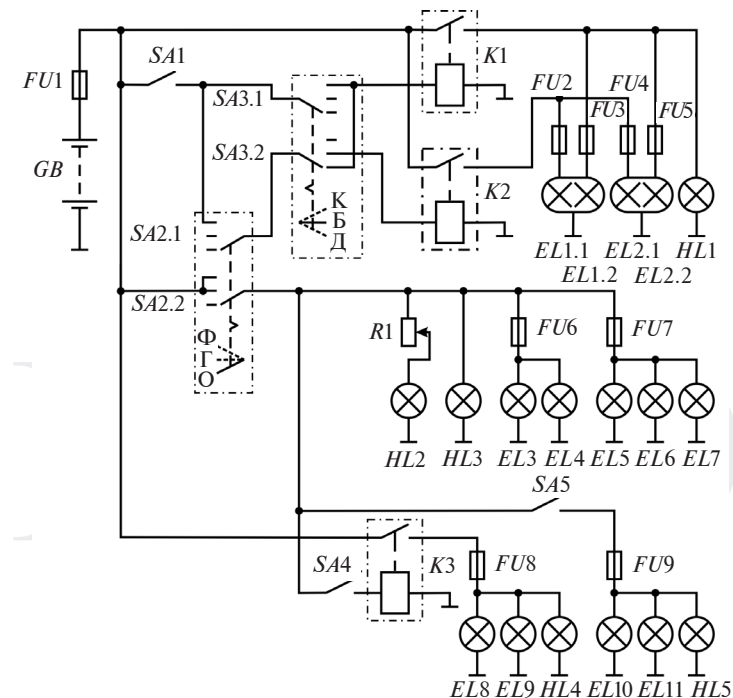 SA1
K1
FU1
SA3.1
FU2
FU4
FU3
FU5
SA3.2
GB
K2
К
Б
Д
SA2.1
EL1.1
EL2.1
HL1
EL1.2
EL2.2
SA2.2
Ф
Г
О
R1
FU6
FU7
HL2
HL3
EL3
EL4
EL5
EL6
EL7
SA5
SA4
K3
FU8
FU9
EL8
EL9
HL4
EL10
EL11
HL5